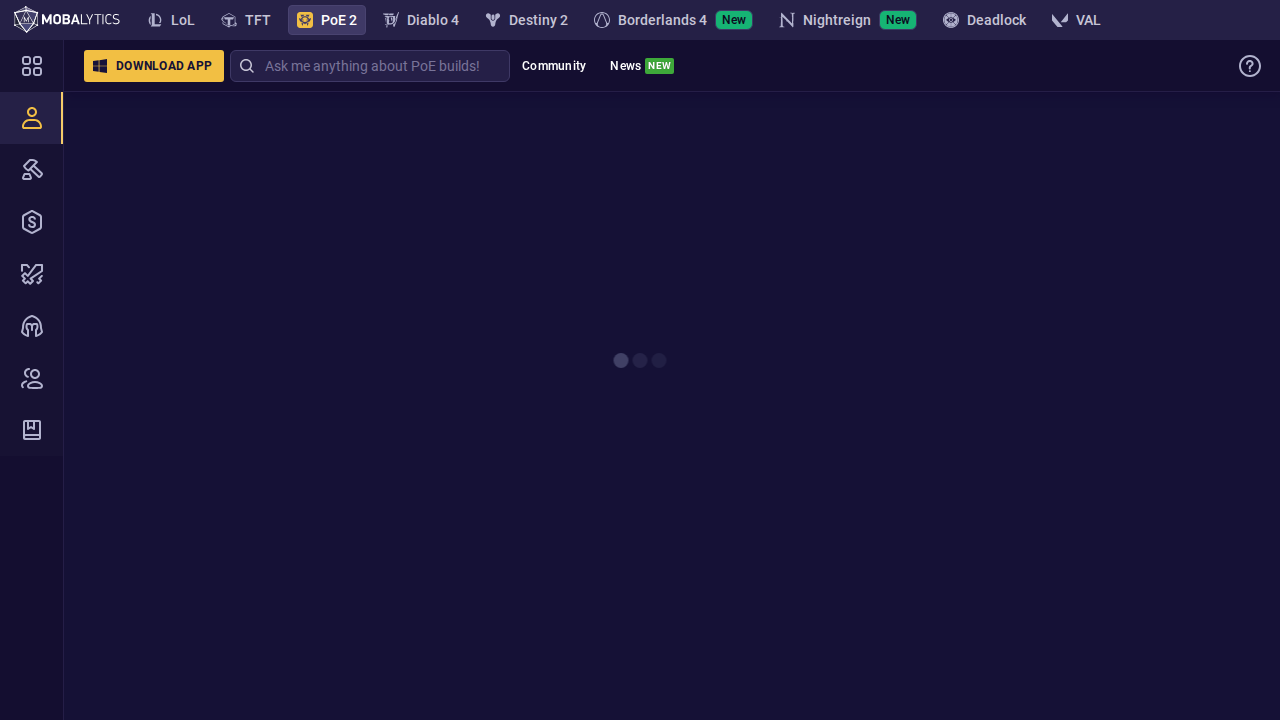 MOBALYTICS
LoL
TFT
PoE 2
Diablo 4
Destiny 2
Borderlands 4 New
Nightreign New
Deadlock
VAL
DOWNLOAD APP
Ask me anything about PoE builds!
Community
News NEW